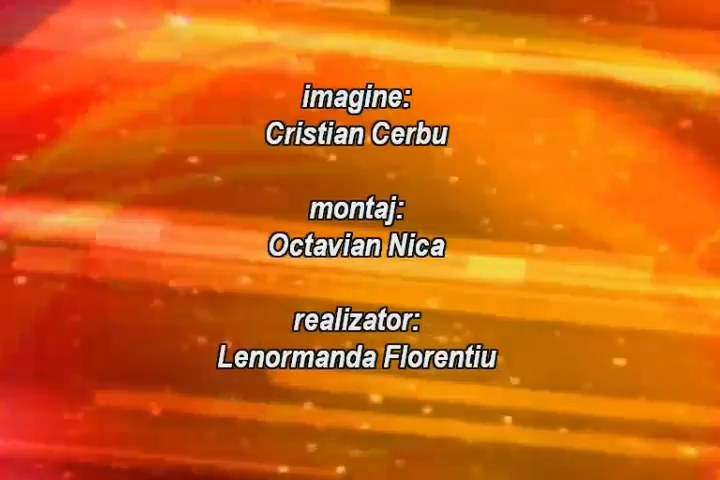 imagine:
Cristian Cerbu
montaj:
Octavian Nica
realizator:
Lenormanda Florentiu